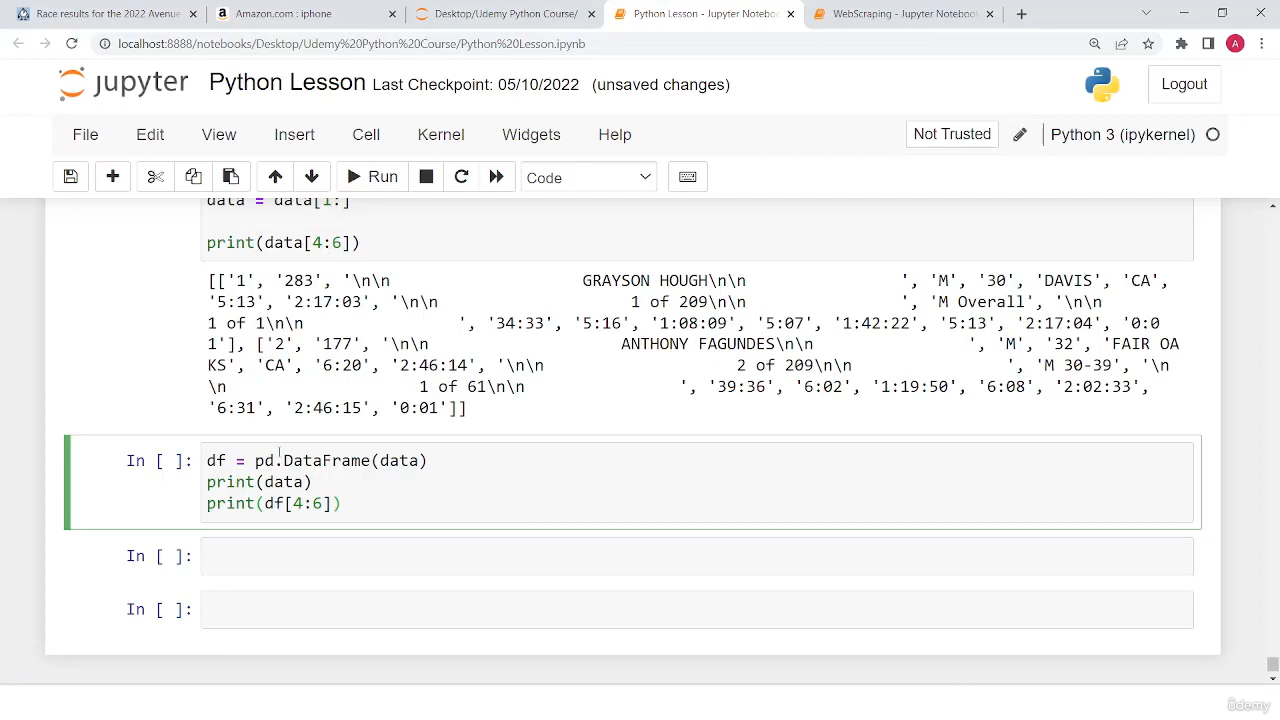 Race results for the 2022 Avenue
Amazon.com : iphone
Desktop/Udemy Python Course/
Python Lesson - Jupyter Notebook
WebScraping - Jupyter Notebook
localhost:8888/notebooks/Desktop/Udemy%20Python%20Course/Python%20Lesson.ipynb
A
jupyter Python Lesson Last Checkpoint: 05/10/2022 (unsaved changes)
Logout
File Edit View Insert Cell Kernel Widgets Help
Not Trusted
Python 3 (ipykernel)
Run
Code
data = data[1:]
print(data[4:6])
[['1', '283', '\n\n GRAYSON HOUGH\n\n ', 'M', '30', 'DAVIS', 'CA',
'5:13', '2:17:03', '\n\n 1 of 209\n\n ', 'M Overall', '\n\n
1 of 1\n\n ', '34:33', '5:16', '1:08:09', '5:07', '1:42:22', '5:13', '2:17:04', '0:0
1'], ['2', '177', '\n\n ANTHONY FAGUNDES\n\n ', 'M', '32', 'FAIR OA
KS', 'CA', '6:20', '2:46:14', '\n\n 2 of 209\n\n ', 'M 30-39', '\n
\n 1 of 61\n\n ', '39:36', '6:02', '1:19:50', '6:08', '2:02:33',
'6:31', '2:46:15', '0:01']]
In [ ]:
df = pd.DataFrame(data)
print(data)
print(df[4:6])
In [ ]:
In [ ]:
Udemy